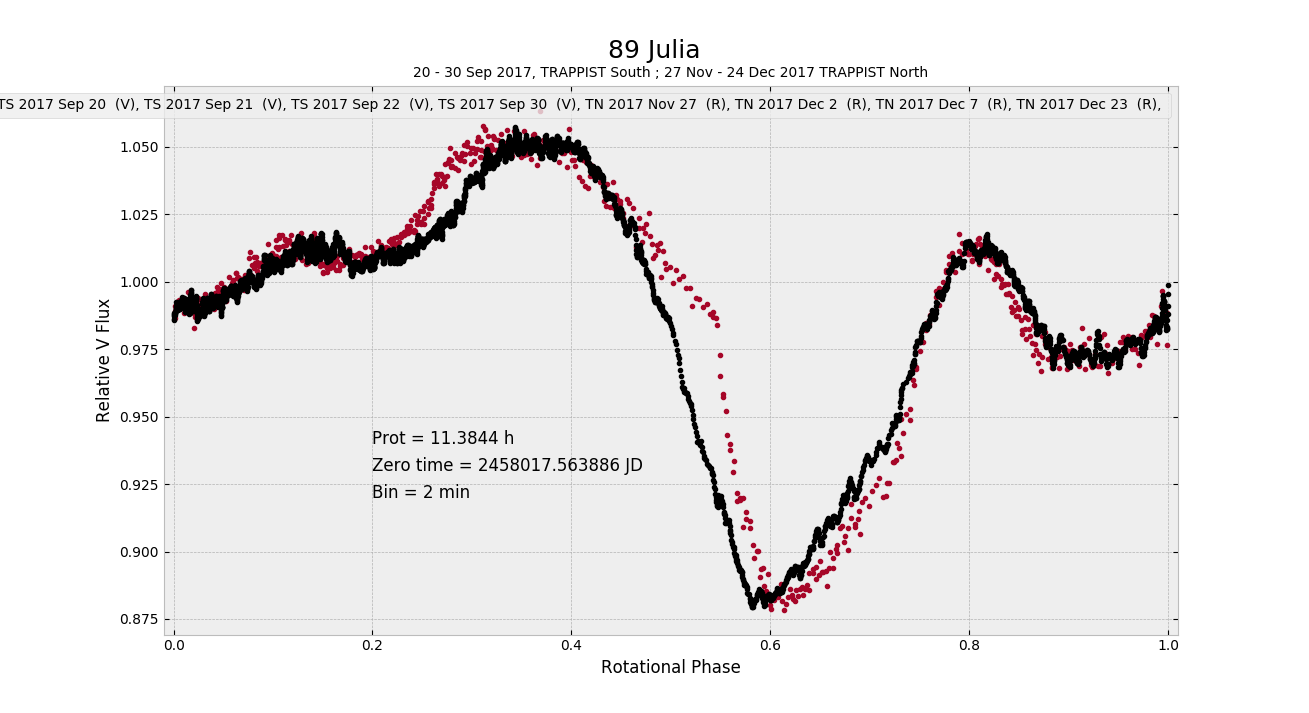 89 Julia
20 - 30 Sep 2017, TRAPPIST South ; 27 Nov - 24 Dec 2017 TRAPPIST North
TS 2017 Sep 20 (V), TS 2017 Sep 21 (V), TS 2017 Sep 22 (V), TS 2017 Sep 30 (V), TN 2017 Nov 27 (R), TN 2017 Dec 2 (R), TN 2017 Dec 7 (R), TN 2017 Dec 23 (R),
1.050
1.025
1.000
0.975
0.950
0.925
0.900
0.875
Relative V Flux
Prot = 11.3844 h
Zero time = 2458017.563886 JD
Bin = 2 min
0.0 0.2 0.4 0.6 0.8 1.0
Rotational Phase